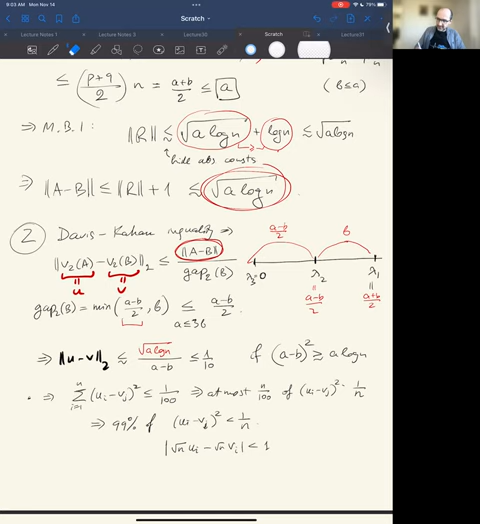 9:03 AM Mon Nov 14
79%
Scratch
Lecture Notes 1
Lecture Notes 3
Lecture30
Scratch
Lecture31
≤ (p+q/2) n = a+b/2 ≤ a (b≤a)
⇒ M.B.I: ‖R‖ ≲ √(a log n) + log n ≲ √(a log n)
↑ hide abs consts
⇒ ‖A-B‖ ≤ ‖R‖ + 1 ≲ √(a log n).
② Davis-Kahan inequality ⇒
‖v₂(A) - v₂(B)‖₂ ≤ ‖A-B‖ / gap₂(B)
u v
a-b/2 b
λ₃=0 λ₂ λ₁
= =
a-b/2 a+b/2
gap₂(B) = min(a-b/2, b) ≤ a-b/2.
a≤3b
⇒ ‖u-v‖₂ ≲ √(a log n) / a-b ≤ 1/10 if (a-b)² ≳ a log n
• ⇒ ∑ᵢ₌₁ⁿ (uᵢ-vᵢ)² ≤ 1/100 ⇒ at most n/100 of (uᵢ-vᵢ)² > 1/n
⇒ 99% of (uᵢ-vᵢ)² < 1/n.
|√n uᵢ - √n vᵢ| < 1